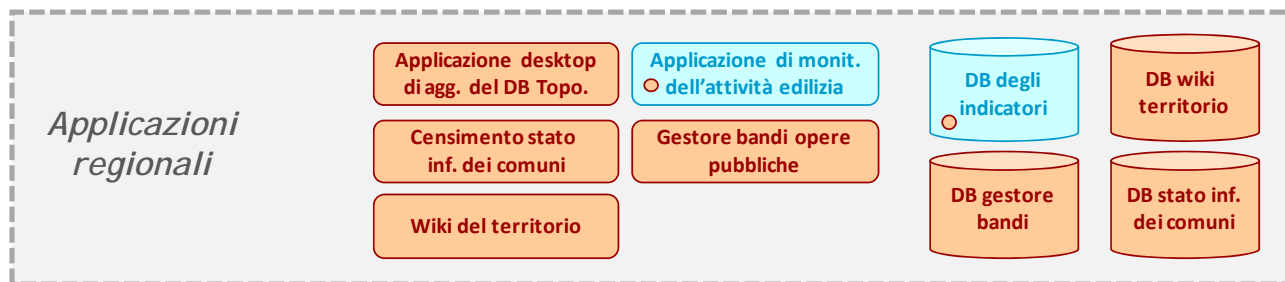 Applicazioni
regionali
Applicazione desktop
di agg. del DB Topo.
Applicazione di monit.
dell'attività edilizia
Censimento stato
inf. dei comuni
Gestore bandi opere
pubbliche
Wiki del territorio
DB degli
indicatori
DB wiki
territorio
DB gestore
bandi
DB stato inf.
dei comuni